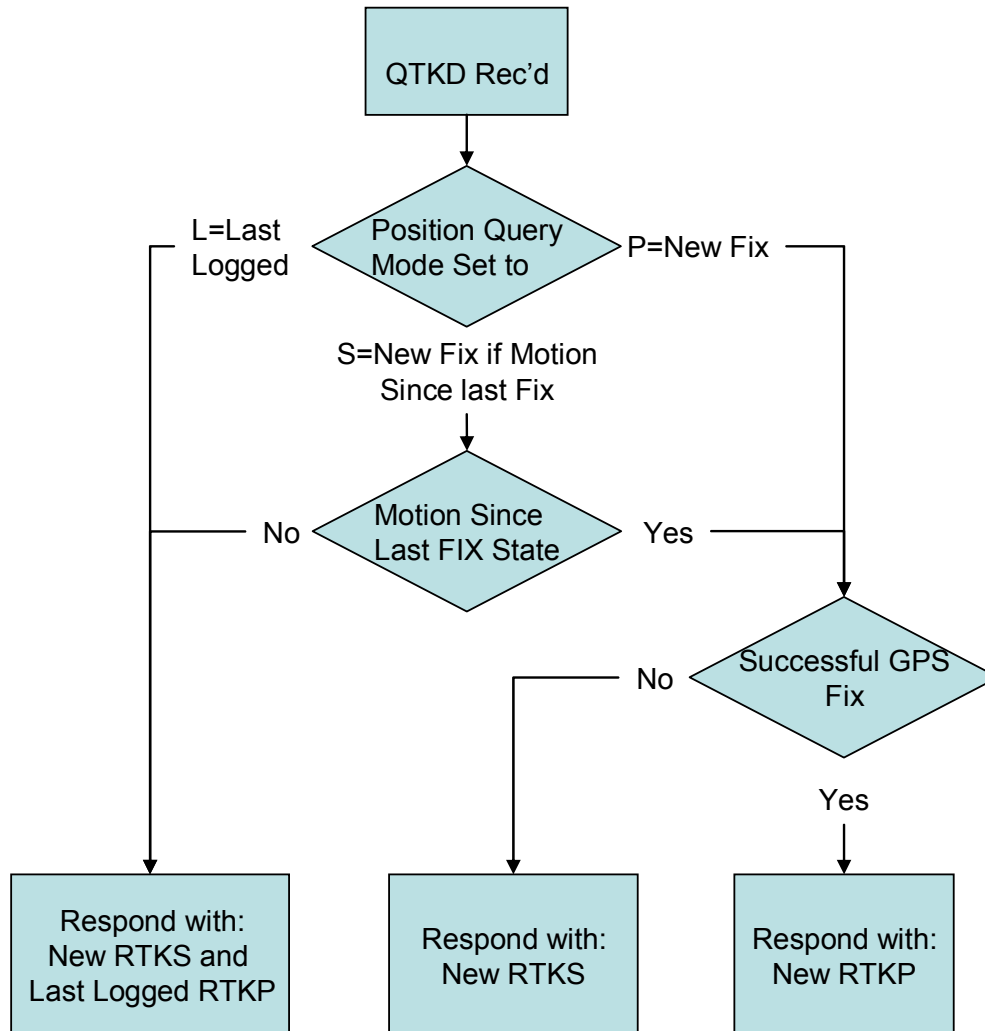 QTKD Rec’d
L=Last
Logged
Position Query
Mode Set to
P=New Fix
S=New Fix if Motion
Since last Fix
No
Motion Since
Last FIX State
Yes
No
Successful GPS
Fix
Yes
Respond with:
New RTKS and
Last Logged RTKP
Respond with:
New RTKS
Respond with:
New RTKP